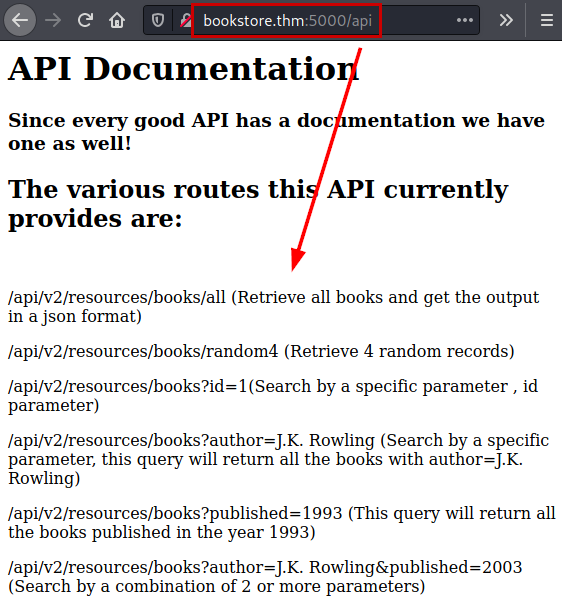 bookstore.thm:5000/api
API Documentation
Since every good API has a documentation we have
one as well!
The various routes this API currently
provides are:
/api/v2/resources/books/all (Retrieve all books and get the output
in a json format)
/api/v2/resources/books/random4 (Retrieve 4 random records)
/api/v2/resources/books?id=1(Search by a specific parameter , id
parameter)
/api/v2/resources/books?author=J.K. Rowling (Search by a specific
parameter, this query will return all the books with author=J.K.
Rowling)
/api/v2/resources/books?published=1993 (This query will return all
the books published in the year 1993)
/api/v2/resources/books?author=J.K. Rowling&published=2003
(Search by a combination of 2 or more parameters)